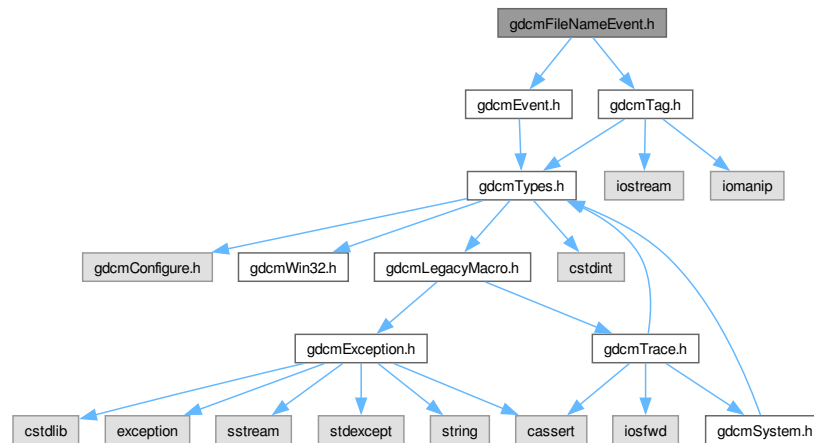 gdcmFileNameEvent.h
gdcmEvent.h
gdcmTag.h
gdcmTypes.h
iostream
iomanip
gdcmConfigure.h
gdcmWin32.h
gdcmLegacyMacro.h
cstdint
gdcmException.h
gdcmTrace.h
cstdlib
exception
sstream
stdexcept
string
cassert
iosfwd
gdcmSystem.h